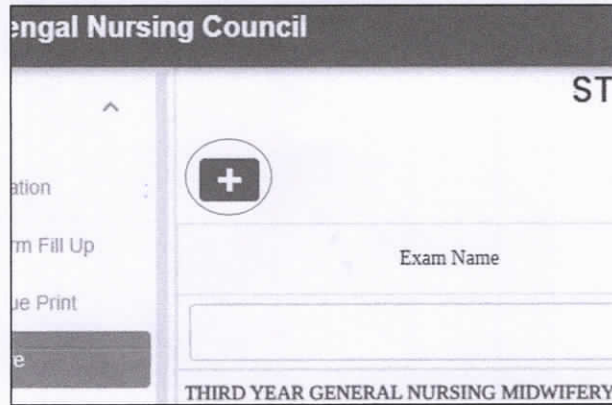 engal Nursing Council
ST
ation
rm Fill Up
Exam Name
ue Print
e
THIRD YEAR GENERAL NURSING MIDWIFERY